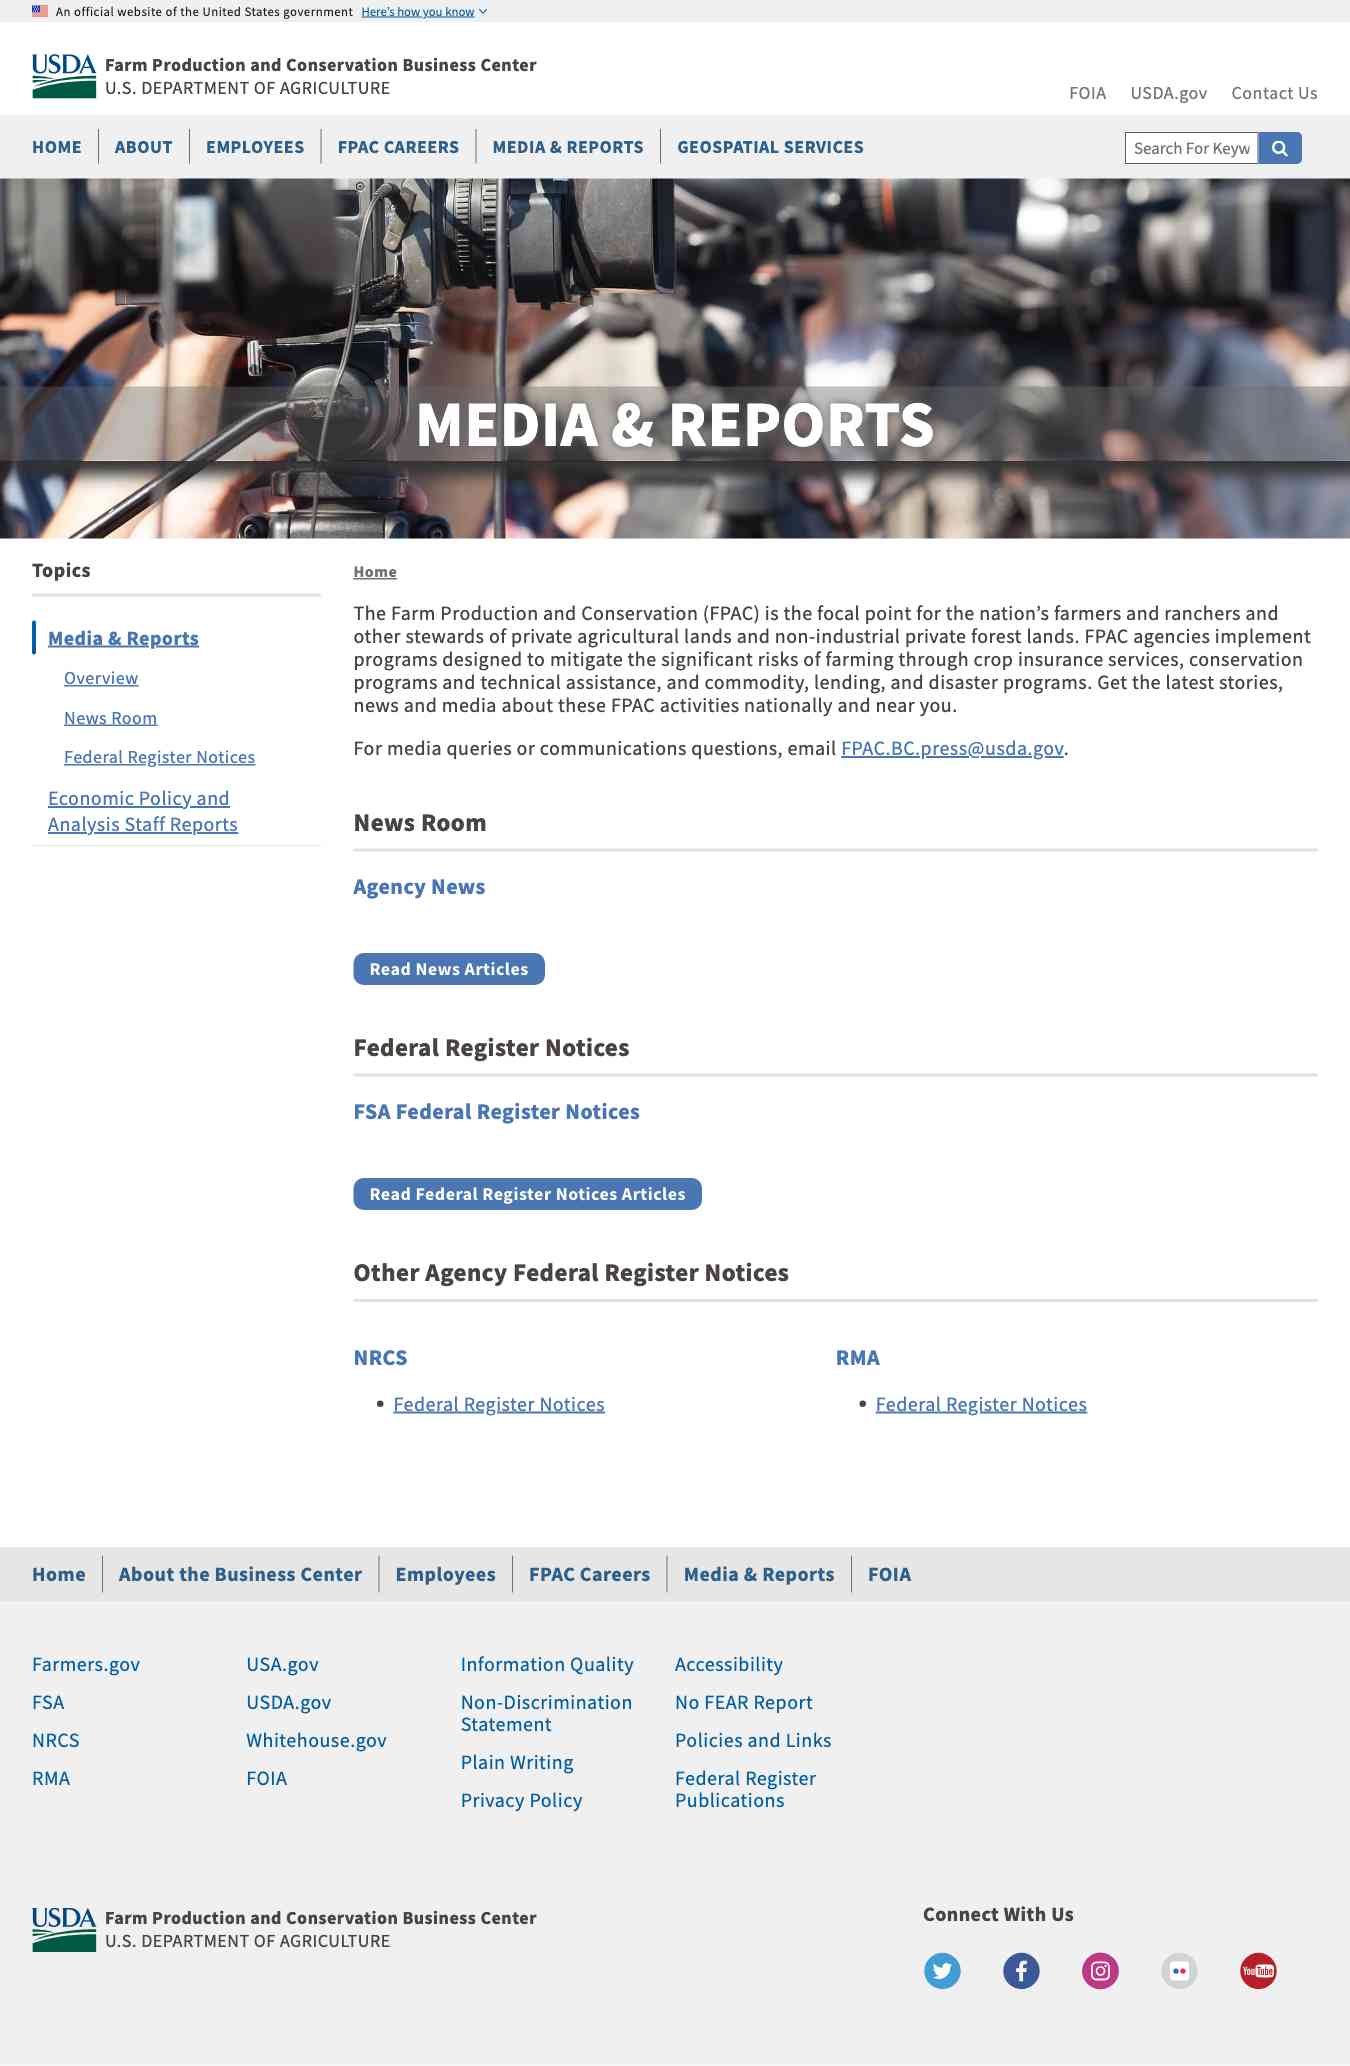 An official website of the United States government Here's how you know
USDA Farm Production and Conservation Business Center
U.S. DEPARTMENT OF AGRICULTURE
FOIA USDA.gov Contact Us
HOME ABOUT EMPLOYEES FPAC CAREERS MEDIA & REPORTS GEOSPATIAL SERVICES Search For Keyw
MEDIA & REPORTS
Topics
Media & Reports
Overview
News Room
Federal Register Notices
Economic Policy and
Analysis Staff Reports
Home
The Farm Production and Conservation (FPAC) is the focal point for the nation’s farmers and ranchers and
other stewards of private agricultural lands and non-industrial private forest lands. FPAC agencies implement
programs designed to mitigate the significant risks of farming through crop insurance services, conservation
programs and technical assistance, and commodity, lending, and disaster programs. Get the latest stories,
news and media about these FPAC activities nationally and near you.
For media queries or communications questions, email FPAC.BC.press@usda.gov.
News Room
Agency News
Read News Articles
Federal Register Notices
FSA Federal Register Notices
Read Federal Register Notices Articles
Other Agency Federal Register Notices
NRCS
• Federal Register Notices
RMA
• Federal Register Notices
Home About the Business Center Employees FPAC Careers Media & Reports FOIA
Farmers.gov
FSA
NRCS
RMA
USA.gov
USDA.gov
Whitehouse.gov
FOIA
Information Quality
Non-Discrimination
Statement
Plain Writing
Privacy Policy
Accessibility
No FEAR Report
Policies and Links
Federal Register
Publications
USDA Farm Production and Conservation Business Center
U.S. DEPARTMENT OF AGRICULTURE
Connect With Us
YouTube